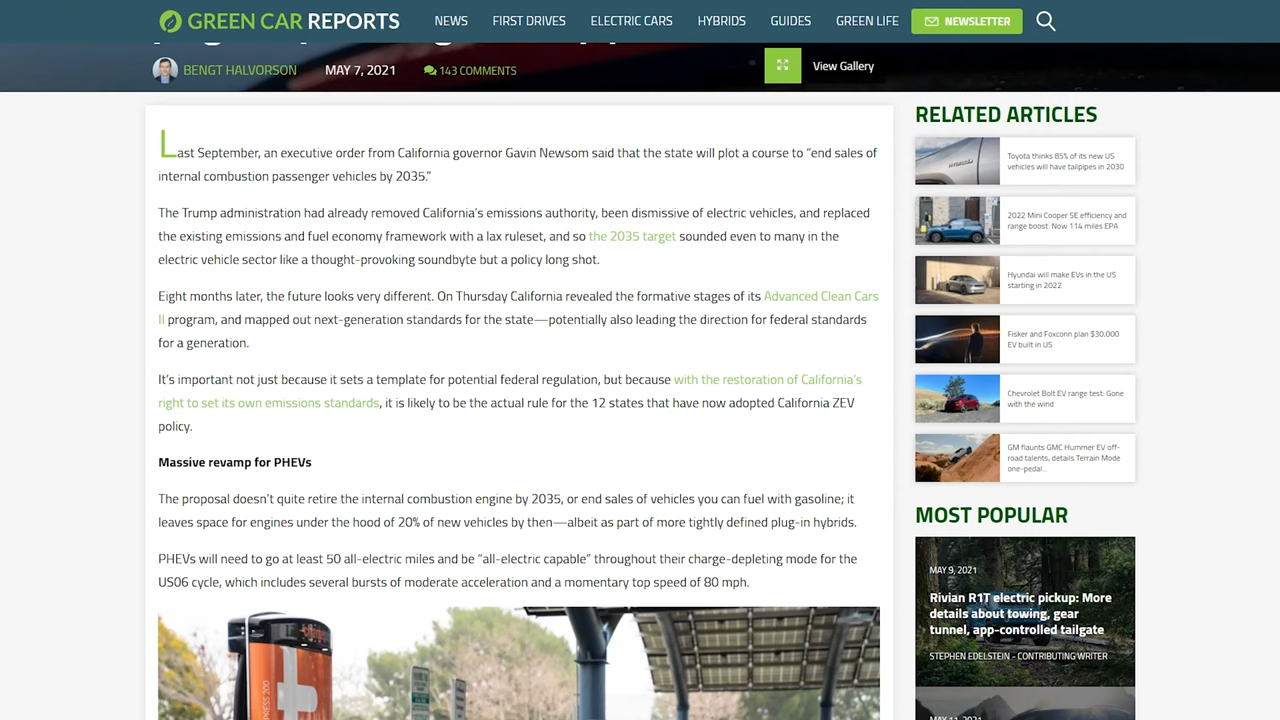 GREEN CAR REPORTS
NEWS FIRST DRIVES ELECTRIC CARS HYBRIDS GUIDES GREEN LIFE NEWSLETTER
BENGT HALVORSON MAY 7, 2021 143 COMMENTS
View Gallery
Last September, an executive order from California governor Gavin Newsom said that the state will plot a course to “end sales of
internal combustion passenger vehicles by 2035.”
The Trump administration had already removed California’s emissions authority, been dismissive of electric vehicles, and replaced
the existing emissions and fuel economy framework with a lax ruleset, and so the 2035 target sounded even to many in the
electric vehicle sector like a thought-provoking soundbyte but a policy long shot.
Eight months later, the future looks very different. On Thursday California revealed the formative stages of its Advanced Clean Cars
II program, and mapped out next-generation standards for the state—potentially also leading the direction for federal standards
for a generation.
It’s important not just because it sets a template for potential federal regulation, but because with the restoration of California’s
right to set its own emissions standards, it is likely to be the actual rule for the 12 states that have now adopted California ZEV
policy.
Massive revamp for PHEVs
The proposal doesn’t quite retire the internal combustion engine by 2035, or end sales of vehicles you can fuel with gasoline; it
leaves space for engines under the hood of 20% of new vehicles by then—albeit as part of more tightly defined plug-in hybrids.
PHEVs will need to go at least 50 all-electric miles and be “all-electric capable” throughout their charge-depleting mode for the
US06 cycle, which includes several bursts of moderate acceleration and a momentary top speed of 80 mph.
RELATED ARTICLES
Toyota thinks 85% of its new US
vehicles will have tailpipes in 2030
2022 Mini Cooper SE efficiency and
range boost: Now 114 miles EPA
Hyundai will make EVs in the US
starting in 2022
Fisker and Foxconn plan $30,000
EV built in US
Chevrolet Bolt EV range test: Gone
with the wind
GM flaunts GMC Hummer EV off-
road talents, details Terrain Mode
one-pedal...
MOST POPULAR
MAY 9, 2021
Rivian R1T electric pickup: More
details about towing, gear
tunnel, app-controlled tailgate
STEPHEN EDELSTEIN - CONTRIBUTING WRITER
MAY 11, 2021